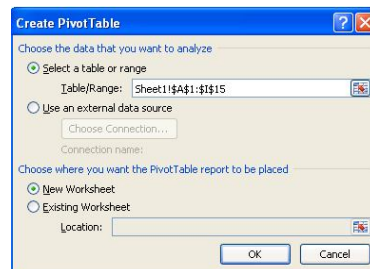 Create PivotTable
Choose the data that you want to analyze
Select a table or range
Table/Range: Sheet1!$A$1:$I$15
Use an external data source
Choose Connection...
Connection name:
Choose where you want the PivotTable report to be placed
New Worksheet
Existing Worksheet
Location:
OK Cancel